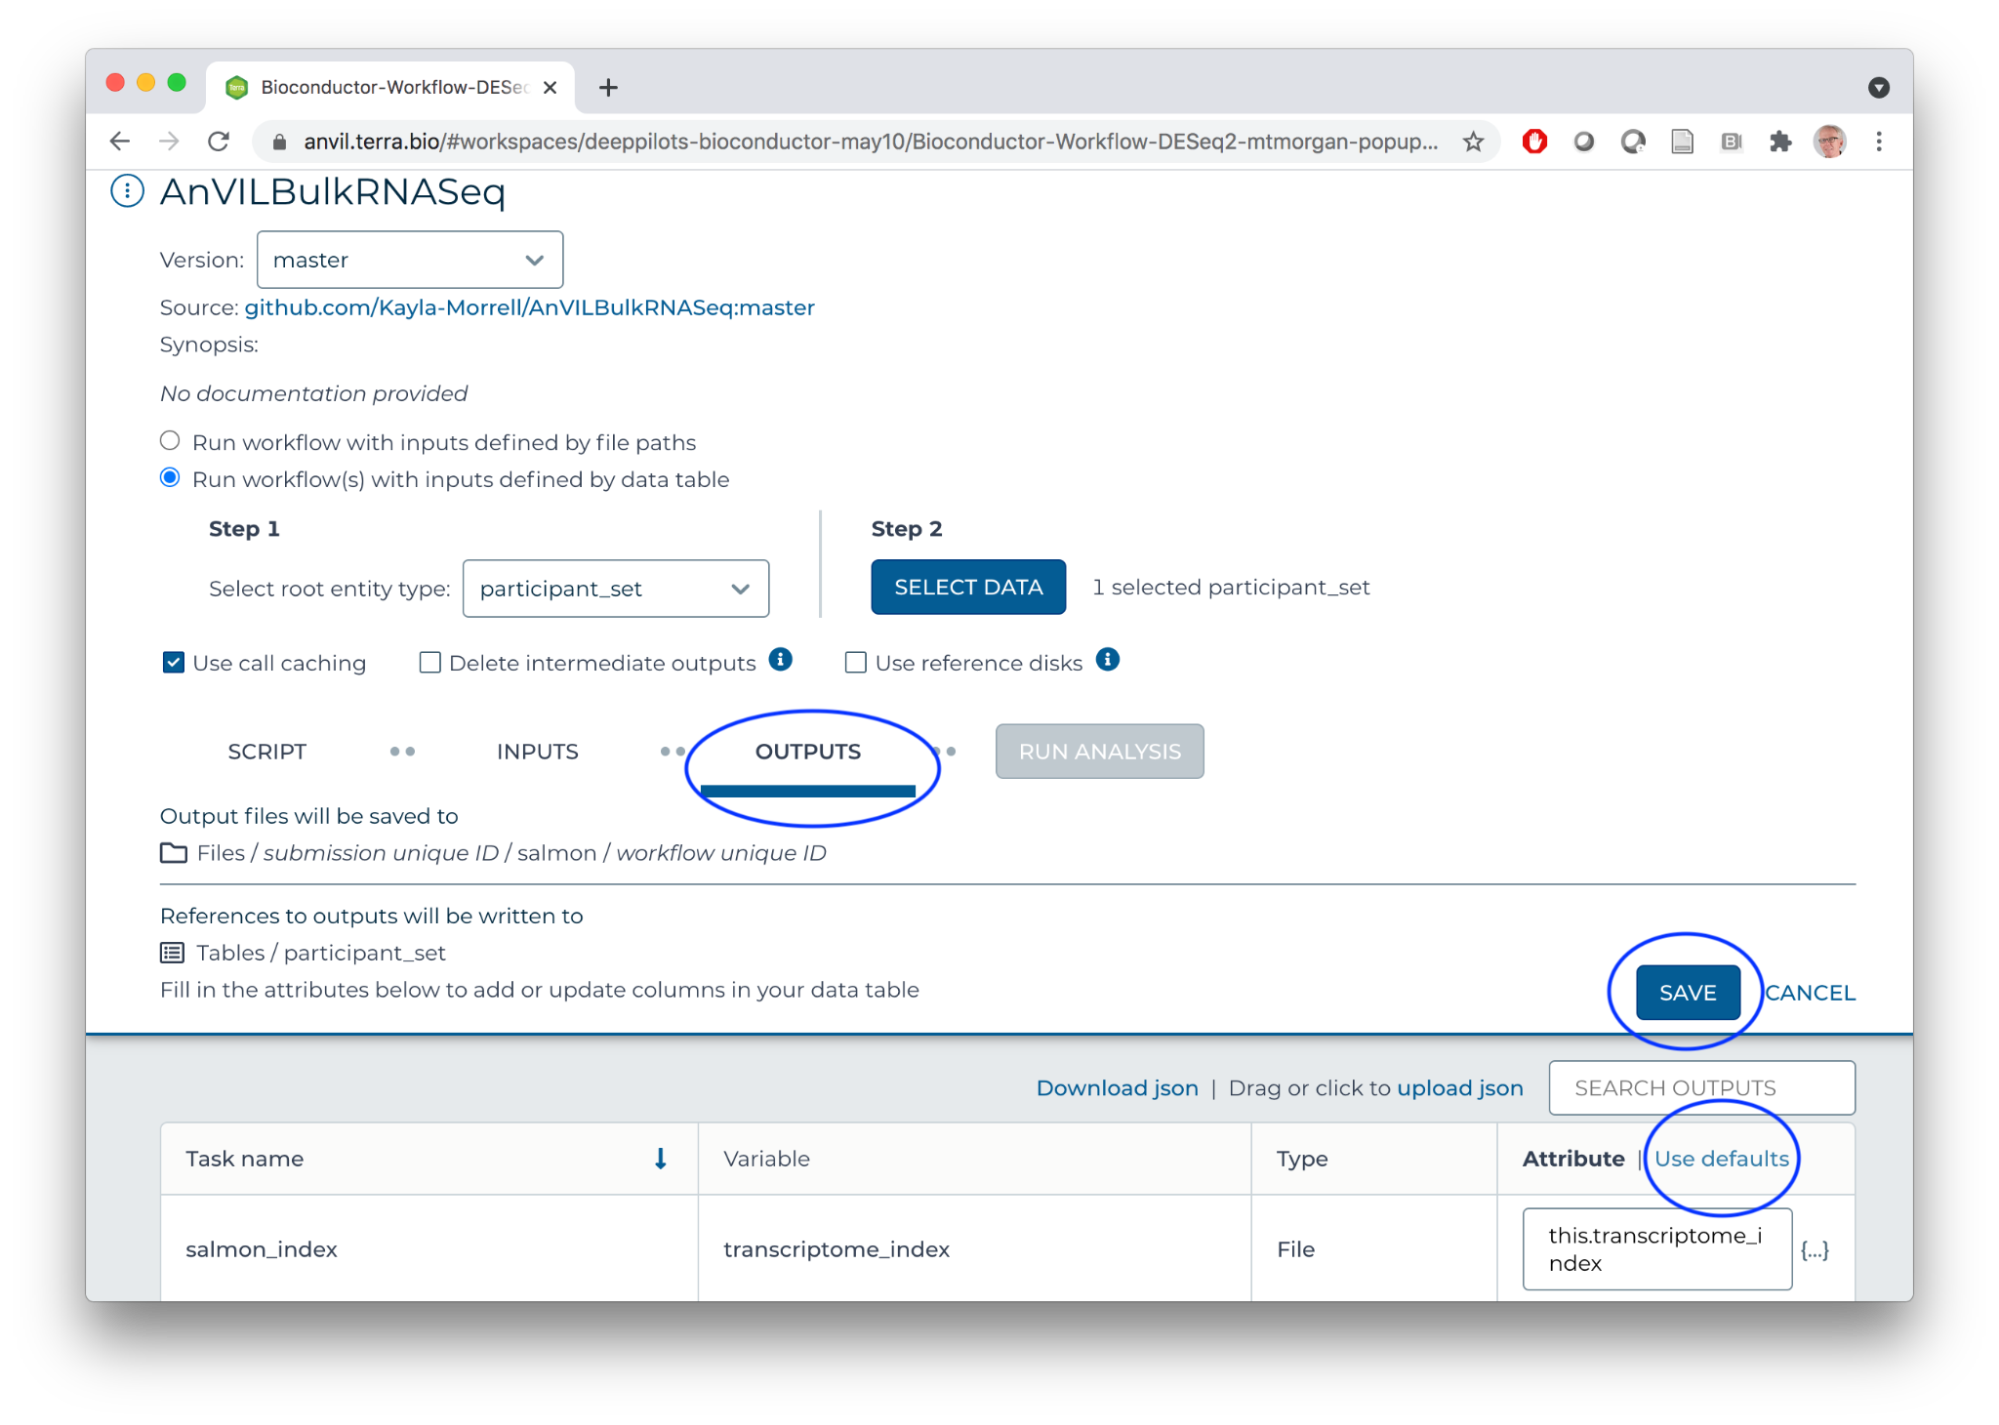 Bioconductor-Workflow-DESec
anvil.terra.bio/#workspaces/deeppilots-bioconductor-may10/Bioconductor-Workflow-DESeq2-mtmorgan-popup...
AnVILBulkRNASeq
Version: master
Source: github.com/Kayla-Morrell/AnVILBulkRNASeq:master
Synopsis:
No documentation provided
Run workflow with inputs defined by file paths
Run workflow(s) with inputs defined by data table
Step 1
Select root entity type: participant_set
Step 2
SELECT DATA 1 selected participant_set
Use call caching Delete intermediate outputs Use reference disks
SCRIPT INPUTS OUTPUTS RUN ANALYSIS
Output files will be saved to
Files / submission unique ID / salmon / workflow unique ID
References to outputs will be written to
Tables / participant_set
Fill in the attributes below to add or update columns in your data table
SAVE CANCEL
Download json | Drag or click to upload json SEARCH OUTPUTS
Task name Variable Type Attribute | Use defaults
salmon_index transcriptome_index File this.transcriptome_i
ndex {...}